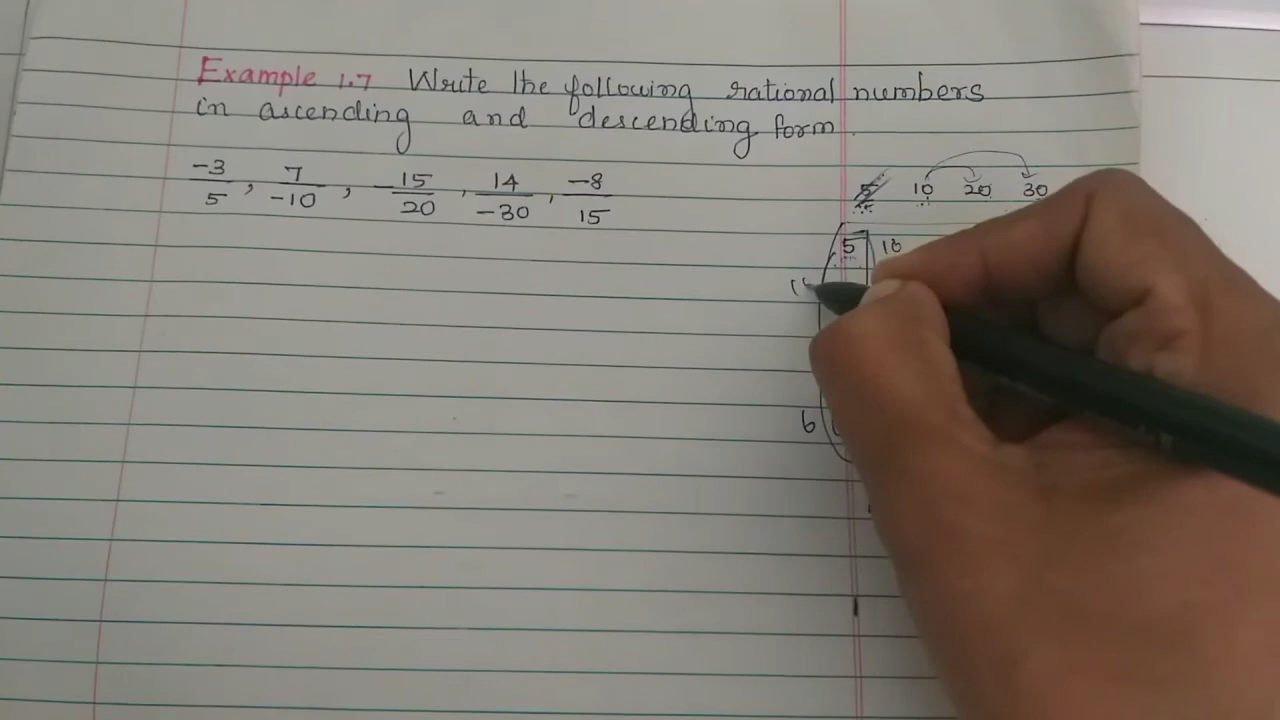 Example 1.7 Write the following rational numbers
in ascending and descending form.
-3/5, 7/-10, -15/20, 14/-30, -8/15
5 10 20 30
5 10
6